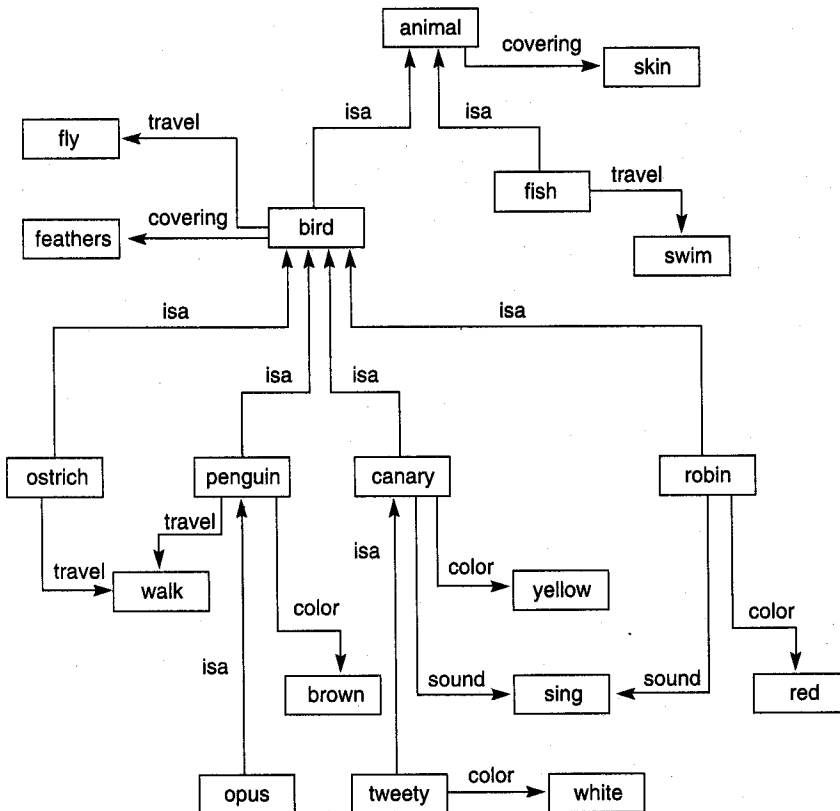 animal
covering
skin
isa
isa
travel
fly
fish
travel
covering
feathers
bird
swim
isa
isa
isa
isa
ostrich
penguin
canary
robin
travel
isa
travel
walk
color
yellow
color
color
isa
brown
sound
sing
sound
red
opus
tweety
color
white